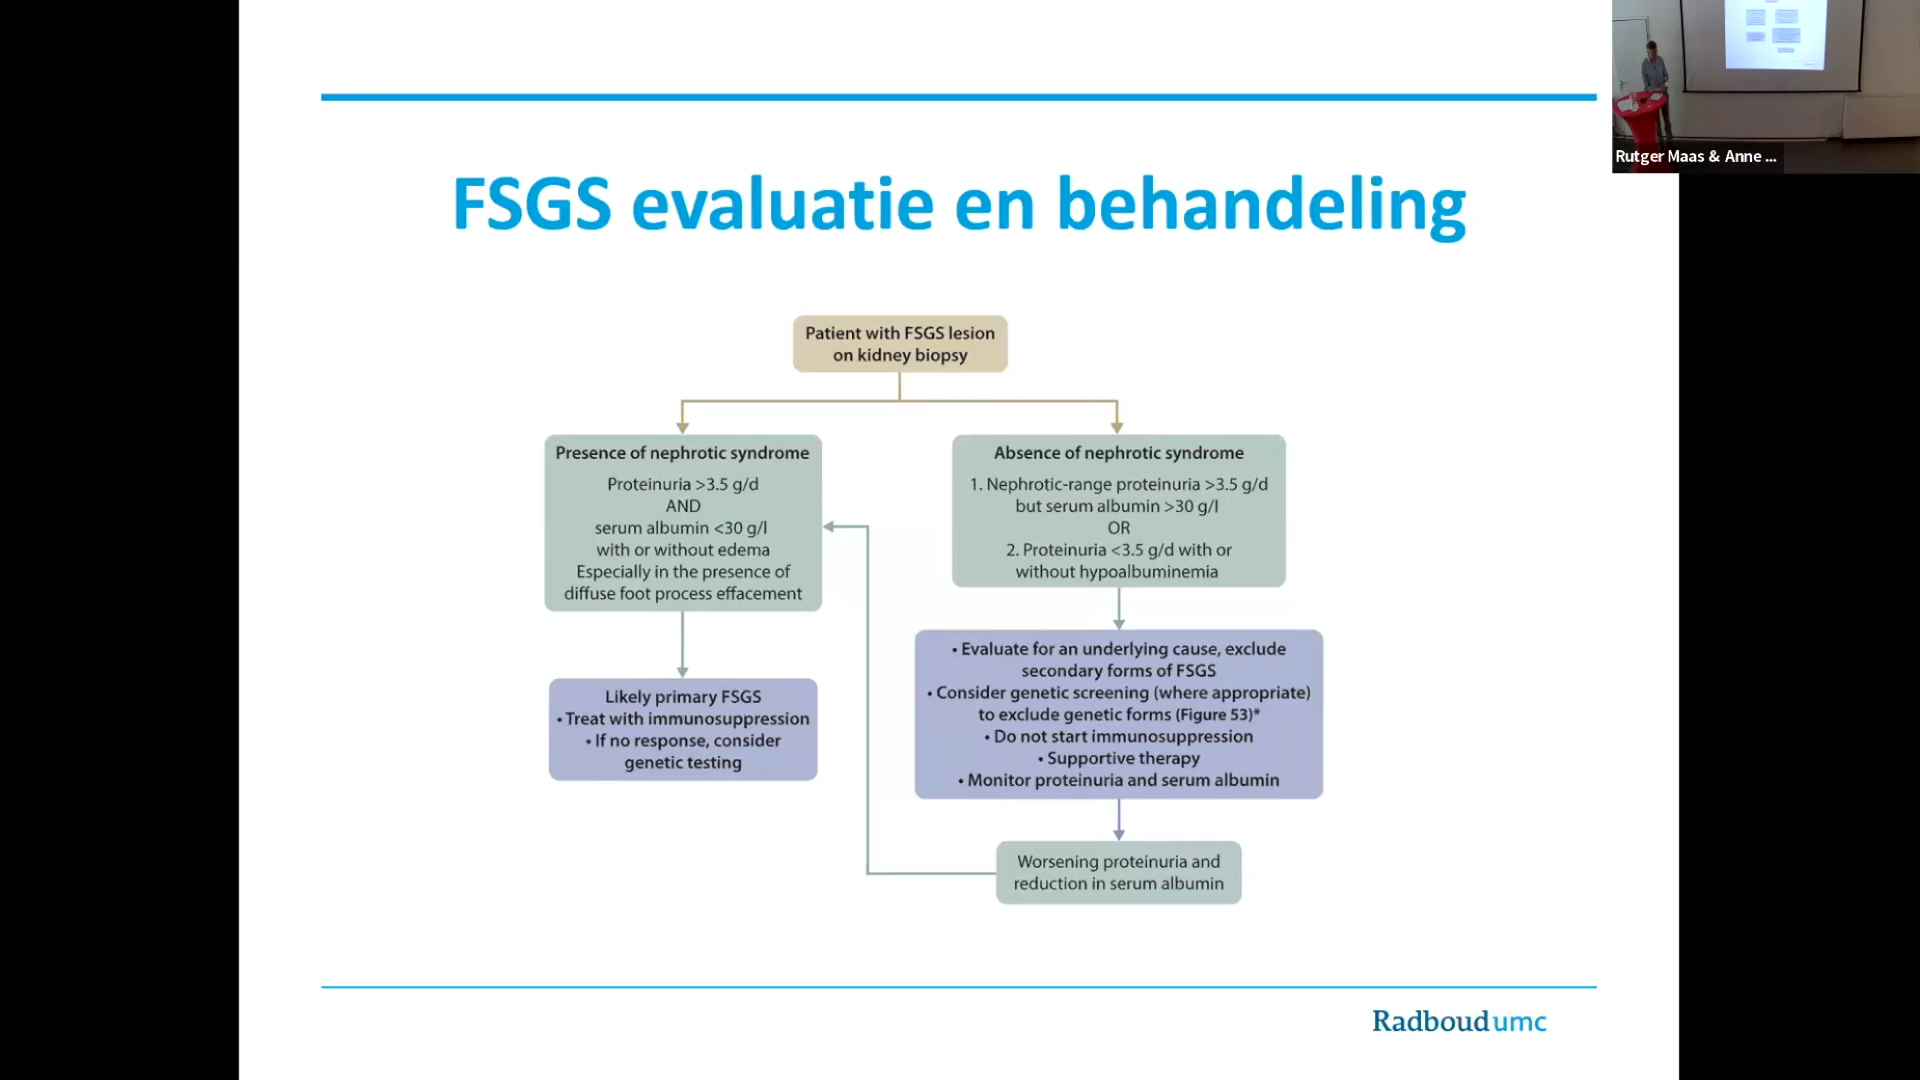 Rutger Maas & Anne ...
FSGS evaluatie en behandeling
Patient with FSGS lesion
on kidney biopsy
Presence of nephrotic syndrome
Proteinuria >3.5 g/d
AND
serum albumin <30 g/l
with or without edema
Especially in the presence of
diffuse foot process effacement
Absence of nephrotic syndrome
1. Nephrotic-range proteinuria >3.5 g/d
but serum albumin >30 g/l
OR
2. Proteinuria <3.5 g/d with or
without hypoalbuminemia
Likely primary FSGS
• Treat with immunosuppression
• If no response, consider
genetic testing
• Evaluate for an underlying cause, exclude
secondary forms of FSGS
• Consider genetic screening (where appropriate)
to exclude genetic forms (Figure 53)*
• Do not start immunosuppression
• Supportive therapy
• Monitor proteinuria and serum albumin
Worsening proteinuria and
reduction in serum albumin
Radboudumc